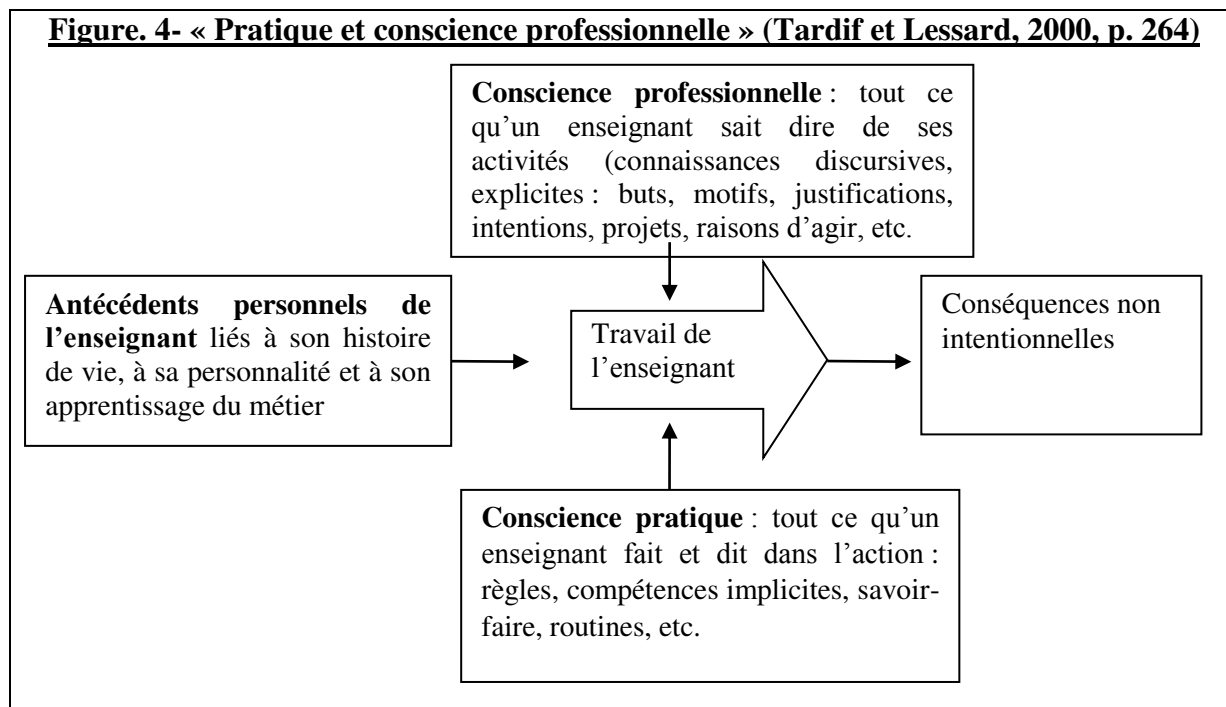 Figure. 4- « Pratique et conscience professionnelle » (Tardif et Lessard, 2000, p. 264)
Conscience professionnelle : tout ce
qu’un enseignant sait dire de ses
activités (connaissances discursives,
explicites : buts, motifs, justifications,
intentions, projets, raisons d’agir, etc.
Antécédents personnels de
l’enseignant liés à son histoire
de vie, à sa personnalité et à son
apprentissage du métier
Travail de
l’enseignant
Conséquences non
intentionnelles
Conscience pratique : tout ce qu’un
enseignant fait et dit dans l’action :
règles, compétences implicites, savoir-
faire, routines, etc.